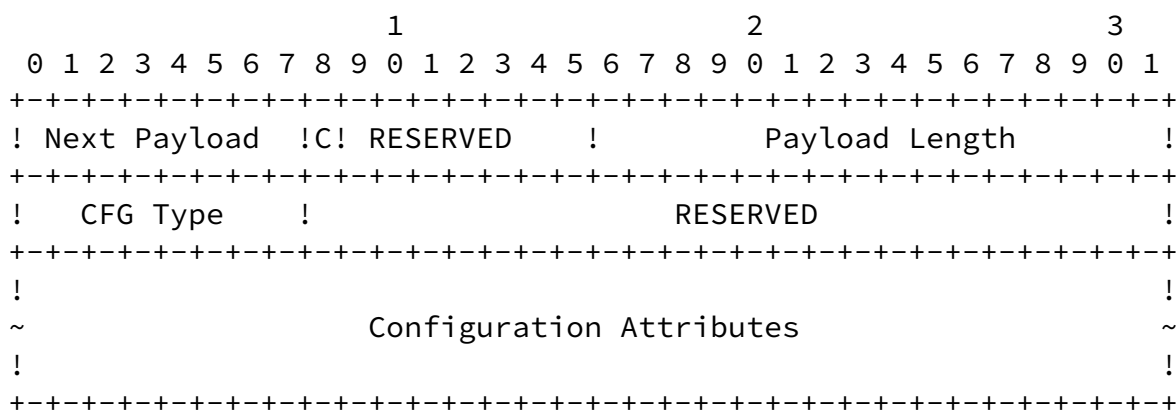 1                   2                   3
 0 1 2 3 4 5 6 7 8 9 0 1 2 3 4 5 6 7 8 9 0 1 2 3 4 5 6 7 8 9 0 1
+-+-+-+-+-+-+-+-+-+-+-+-+-+-+-+-+-+-+-+-+-+-+-+-+-+-+-+-+-+-+-+-+
! Next Payload  !C! RESERVED    !         Payload Length        !
+-+-+-+-+-+-+-+-+-+-+-+-+-+-+-+-+-+-+-+-+-+-+-+-+-+-+-+-+-+-+-+-+
!   CFG Type    !                    RESERVED                   !
+-+-+-+-+-+-+-+-+-+-+-+-+-+-+-+-+-+-+-+-+-+-+-+-+-+-+-+-+-+-+-+-+
!                                                               !
~                   Configuration Attributes                    ~
!                                                               !
+-+-+-+-+-+-+-+-+-+-+-+-+-+-+-+-+-+-+-+-+-+-+-+-+-+-+-+-+-+-+-+-+